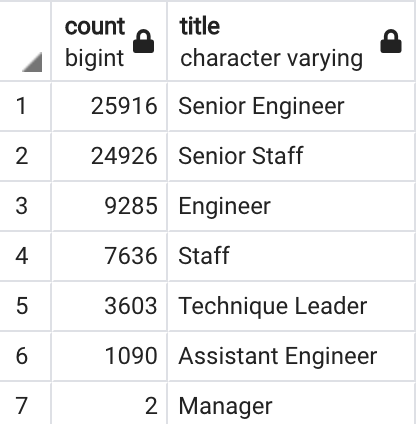 count title
bigint character varying
1 25916 Senior Engineer
2 24926 Senior Staff
3 9285 Engineer
4 7636 Staff
5 3603 Technique Leader
6 1090 Assistant Engineer
7 2 Manager